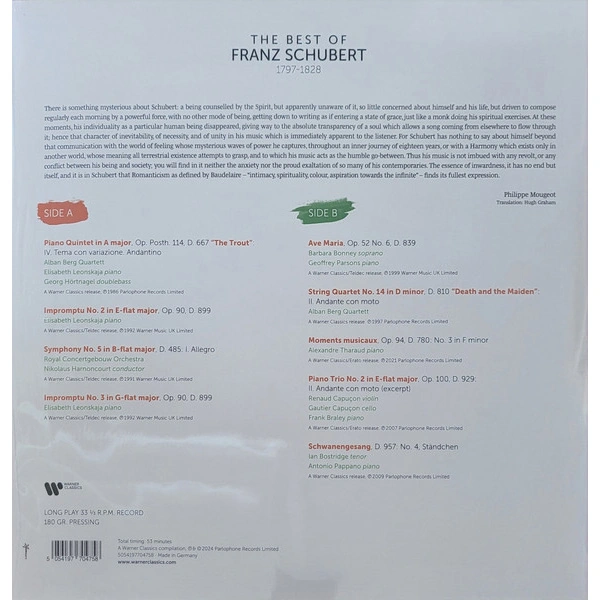 THE BEST OF
FRANZ SCHUBERT
1797-1828
There is something mysterious about Schubert: a being counselled by the Spirit, but apparently unaware of it, so little concerned about himself and his life, but driven to compose
regularly each morning by a powerful force, with no other mode of being, getting down to writing as if entering a state of grace, just like a monk doing his spiritual exercises. At these
moments, his individuality as a particular human being disappeared, giving way to the absolute transparency of a soul which allows a song coming from elsewhere to flow through
it; hence that character of inevitability, of necessity, and of unity in his music which is immediately apparent to the listener. For Schubert has nothing to say about himself beyond
that communication with the world of feeling whose mysterious waves of power he captures, throughout an inner journey of eighteen years, or with a Harmony which exists only in
another world, whose meaning all terrestrial existence attempts to grasp, and to which his music acts as the humble go-between. Thus his music is not imbued with any revolt, or any
conflict between his being and society; you will find in it neither the anxiety nor the proud exaltation of so many of his contemporaries. The essence of inwardness, it has no end but
itself, and it is in Schubert that Romanticism as defined by Baudelaire – "intimacy, spirituality, colour, aspiration towards the infinite" – finds its fullest expression.
Philippe Mougeot
Translation: Hugh Graham
SIDE A
Piano Quintet in A major, Op. Posth. 114, D. 667 "The Trout"
IV. Tema con variazione. Andantino
Alban Berg Quartett
Elisabeth Leonskaja piano
Georg Hörtnagel doublebass
A Warner Classics release, ℗1986 Parlophone Records Limited
Impromptu No. 2 in E-flat major, Op. 90, D. 899
Elisabeth Leonskaja piano
A Warner Classics/Teldec release, ℗1992 Warner Music UK Limited
Symphony No. 5 in B-flat major, D. 485: I. Allegro
Royal Concertgebouw Orchestra
Nikolaus Harnoncourt conductor
A Warner Classics/Teldec release, ℗1991 Warner Music UK Limited
Impromptu No. 3 in G-flat major, Op. 90, D. 899
Elisabeth Leonskaja piano
A Warner Classics/Teldec release, ℗1992 Warner Music UK Limited
SIDE B
Ave Maria, Op. 52 No. 6, D. 839
Barbara Bonney soprano
Geoffrey Parsons piano
A Warner Classics/Teldec release, ℗1999 Warner Music UK Limited
String Quartet No. 14 in D minor, D. 810 "Death and the Maiden":
II. Andante con moto
Alban Berg Quartett
A Warner Classics release, ℗1997 Parlophone Records Limited
Moments musicaux, Op. 94, D. 780: No. 3 in F minor
Alexandre Tharaud piano
A Warner Classics/Erato release, ℗2021 Parlophone Records Limited
Piano Trio No. 2 in E-flat major, Op. 100, D. 929:
II. Andante con moto (excerpt)
Renaud Capuçon violin
Gautier Capuçon cello
Frank Braley piano
A Warner Classics/Erato release, ℗2007 Parlophone Records Limited
Schwanengesang, D. 957: No. 4, Ständchen
Ian Bostridge tenor
Antonio Pappano piano
A Warner Classics release, ℗2009 Parlophone Records Limited
WARNER
CLASSICS
LONG PLAY 33 ⅓ R.P.M. RECORD
180 GR. PRESSING
Total timing: 53 minutes
A Warner Classics compilation, ℗ © 2024 Parlophone Records Limited
5054197704758 · Made in Germany
www.warnerclassics.com
5 054197 704758